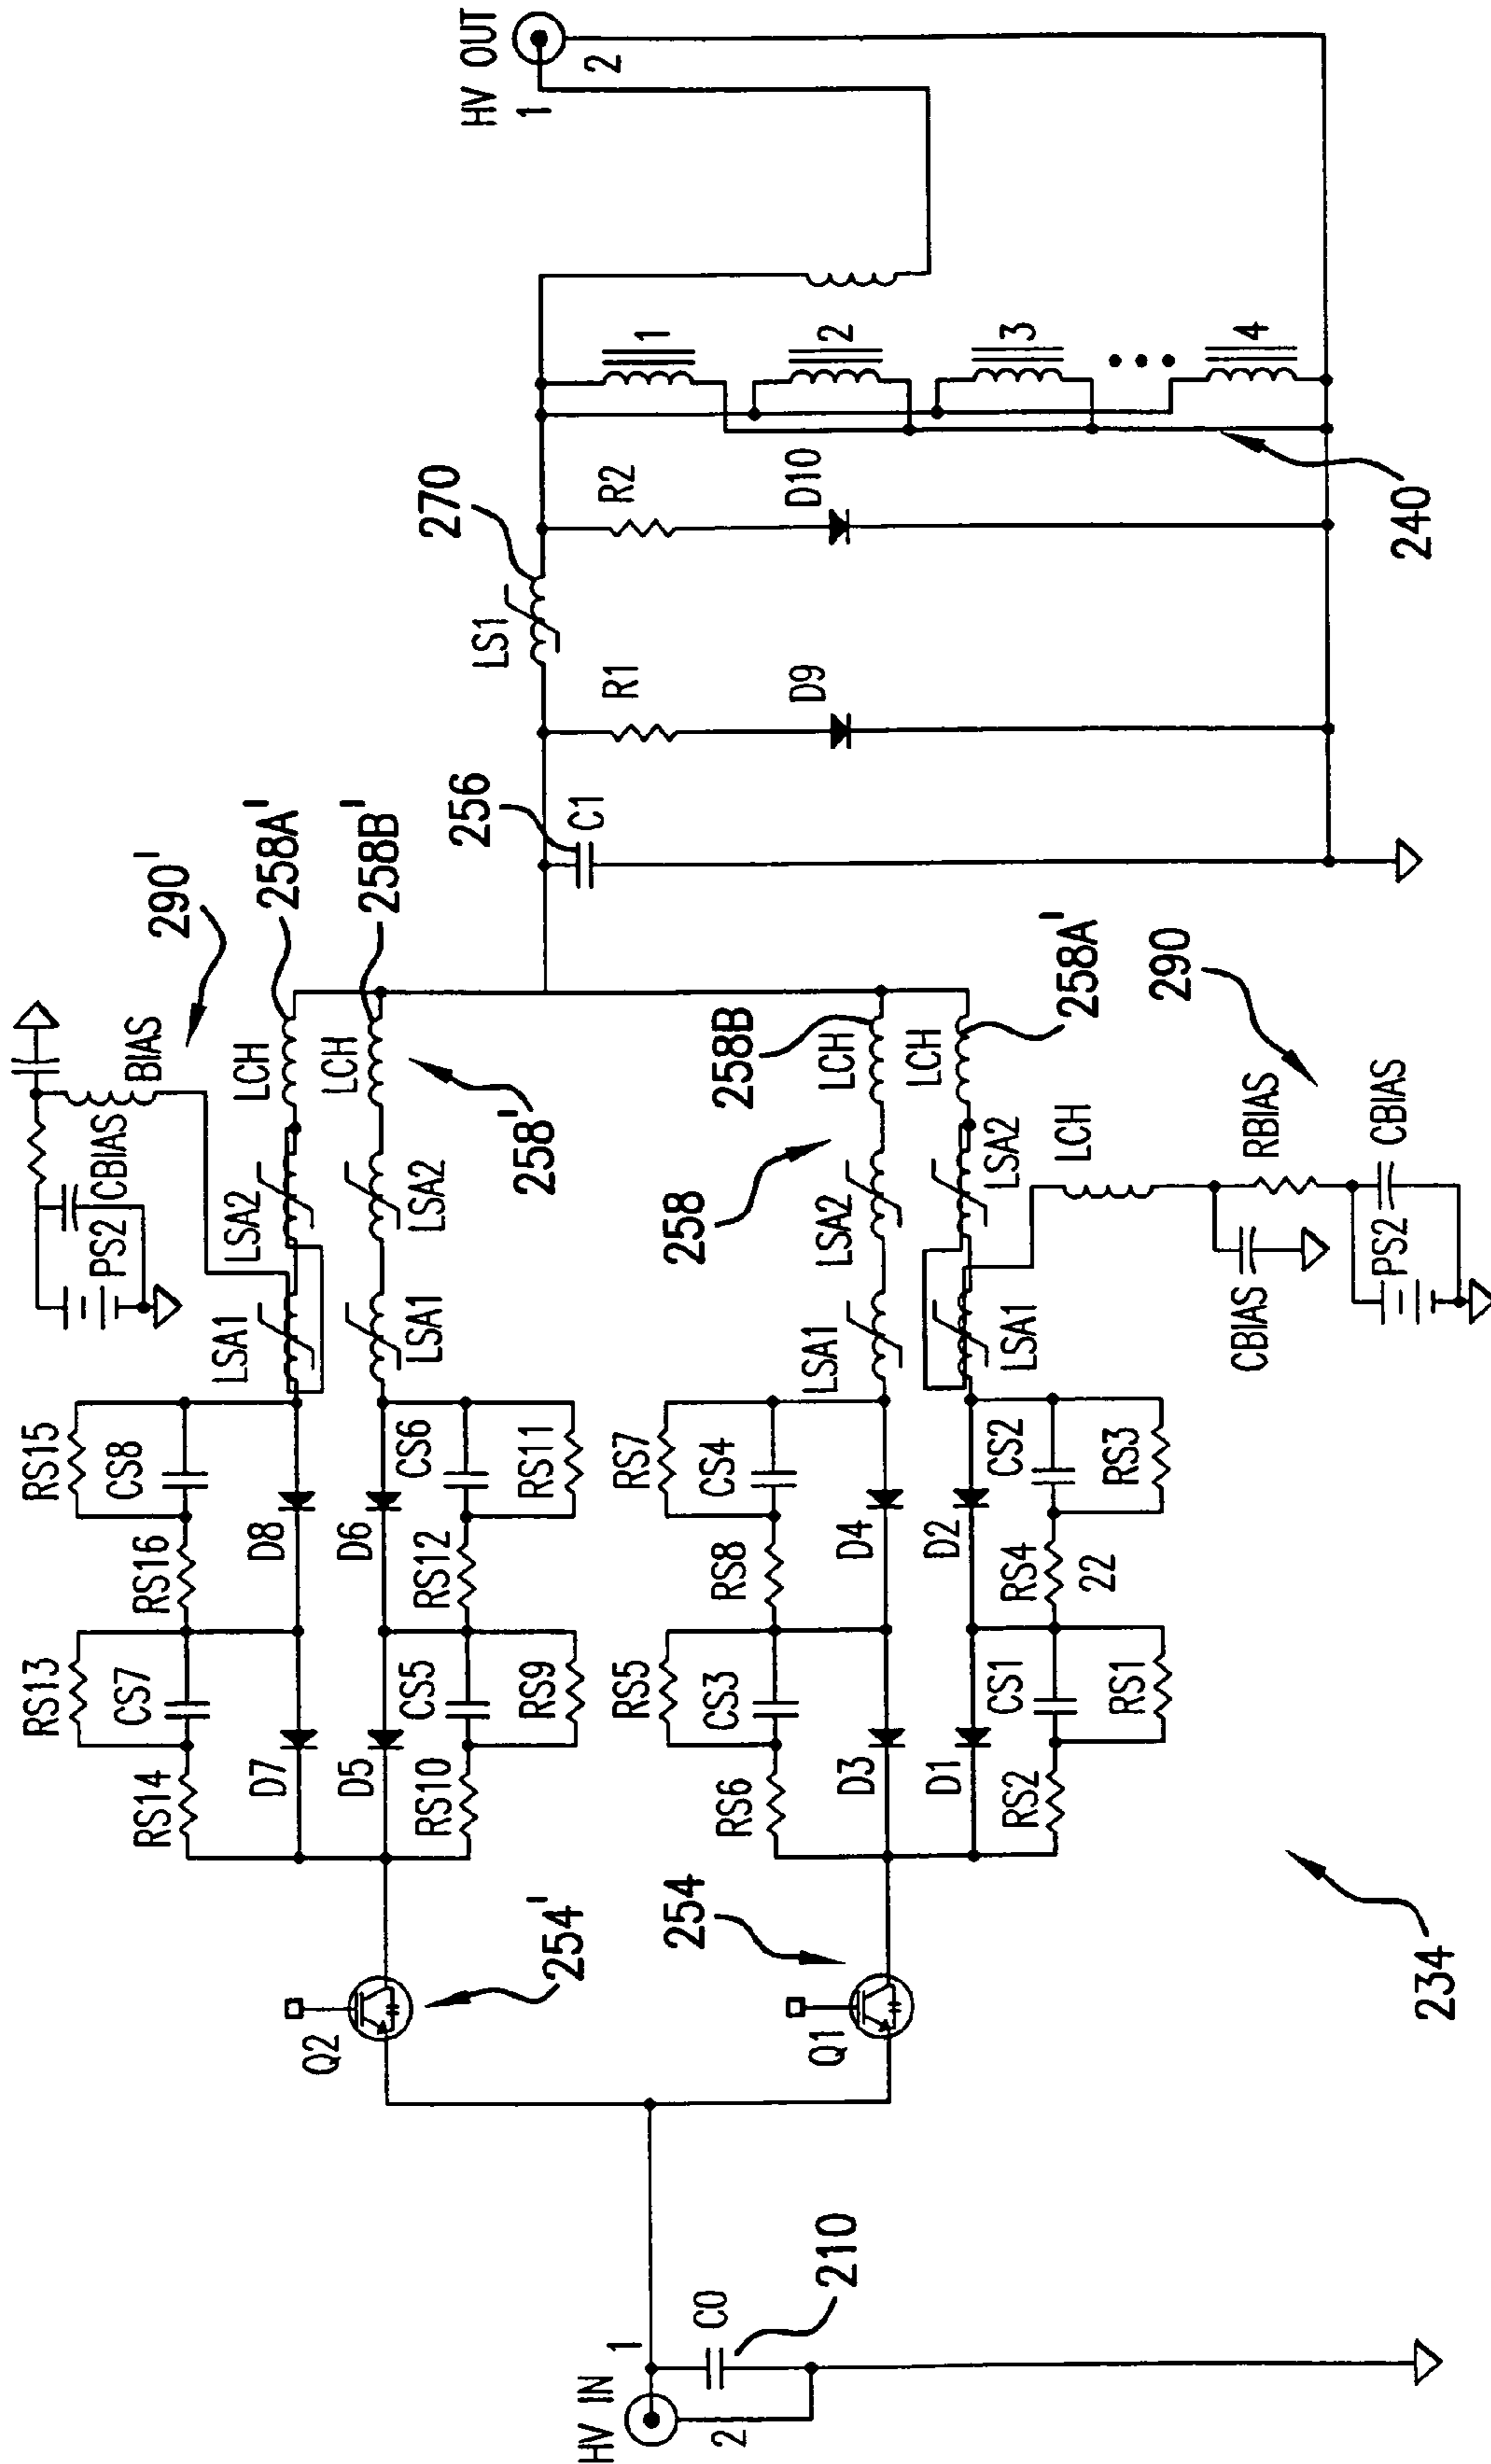 RS13
RS15
CS7
CS8
PS2
CBIAS
BIAS
RS14
RS16
290'
LSA1
LSA2
LCH
258A'
D7
D8
Q2
D5
D6
LCH
258B'
CS5
CS6
LSA1
LSA2
RS10
RS12
270
256
HV OUT
1
LS1
RS9
RS11
258'
254'
C1
HV IN
1
R1
R2
2
RS5
RS7
1
CS3
CS4
254
258
258B
2
RS6
RS8
C0
D10
D9
LSA1
LSA2
LCH
2
210
Q1
D3
D4
3
LCH
D1
D2
CS1
CS2
LSA1
LSA2
258A'
RS2
RS4
LCH
22
RS1
RS3
290
4
CBIAS
RBIAS
PS2
CBIAS
240
234